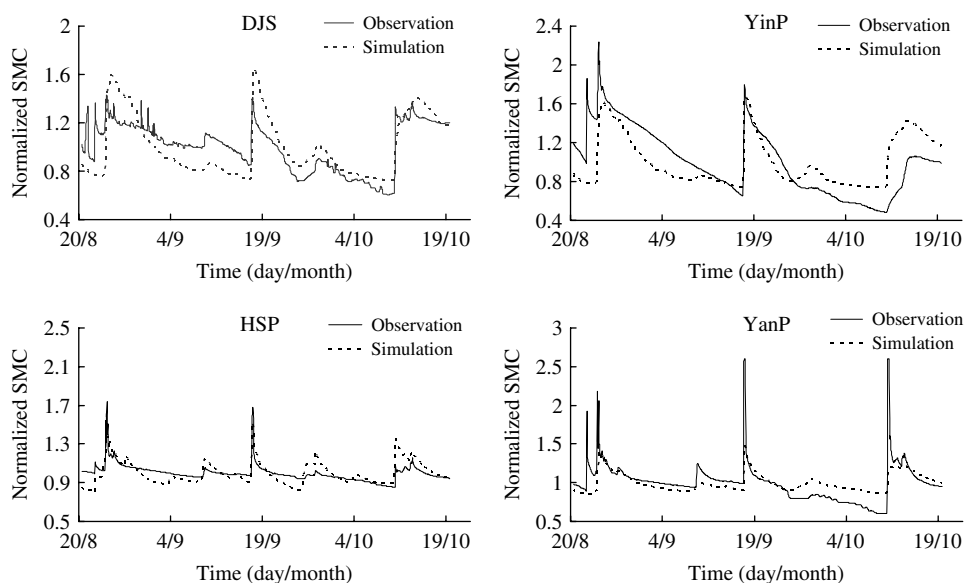 DJS
Observation
Simulation
Normalized SMC
2
1.6
1.2
0.8
0.4
20/8 4/9 19/9 4/10 19/10
Time (day/month)
YinP
Observation
Simulation
Normalized SMC
2.4
2
1.6
1.2
0.8
0.4
20/8 4/9 19/9 4/10 19/10
Time (day/month)
HSP
Observation
Simulation
Normalized SMC
2.5
2.1
1.7
1.3
0.9
0.5
20/8 4/9 19/9 4/10 19/10
Time (day/month)
YanP
Observation
Simulation
Normalized SMC
3
2.5
2
1.5
1
0.5
20/8 4/9 19/9 4/10 19/10
Time (day/month)